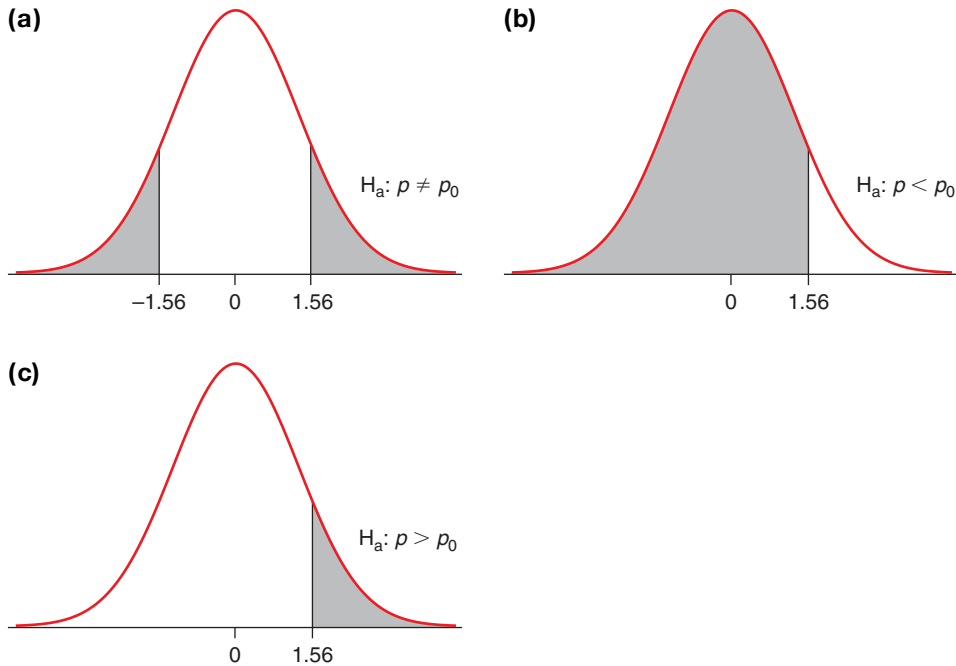 (a)
Hₐ: p ≠ p₀
–1.56 0 1.56
(b)
Hₐ: p < p₀
0 1.56
(c)
Hₐ: p > p₀
0 1.56